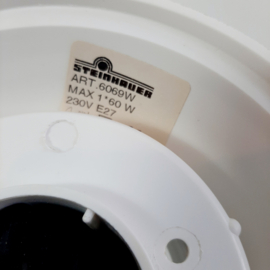 STEINHAUER
ART.6069W
MAX 1*60 W
230V E27